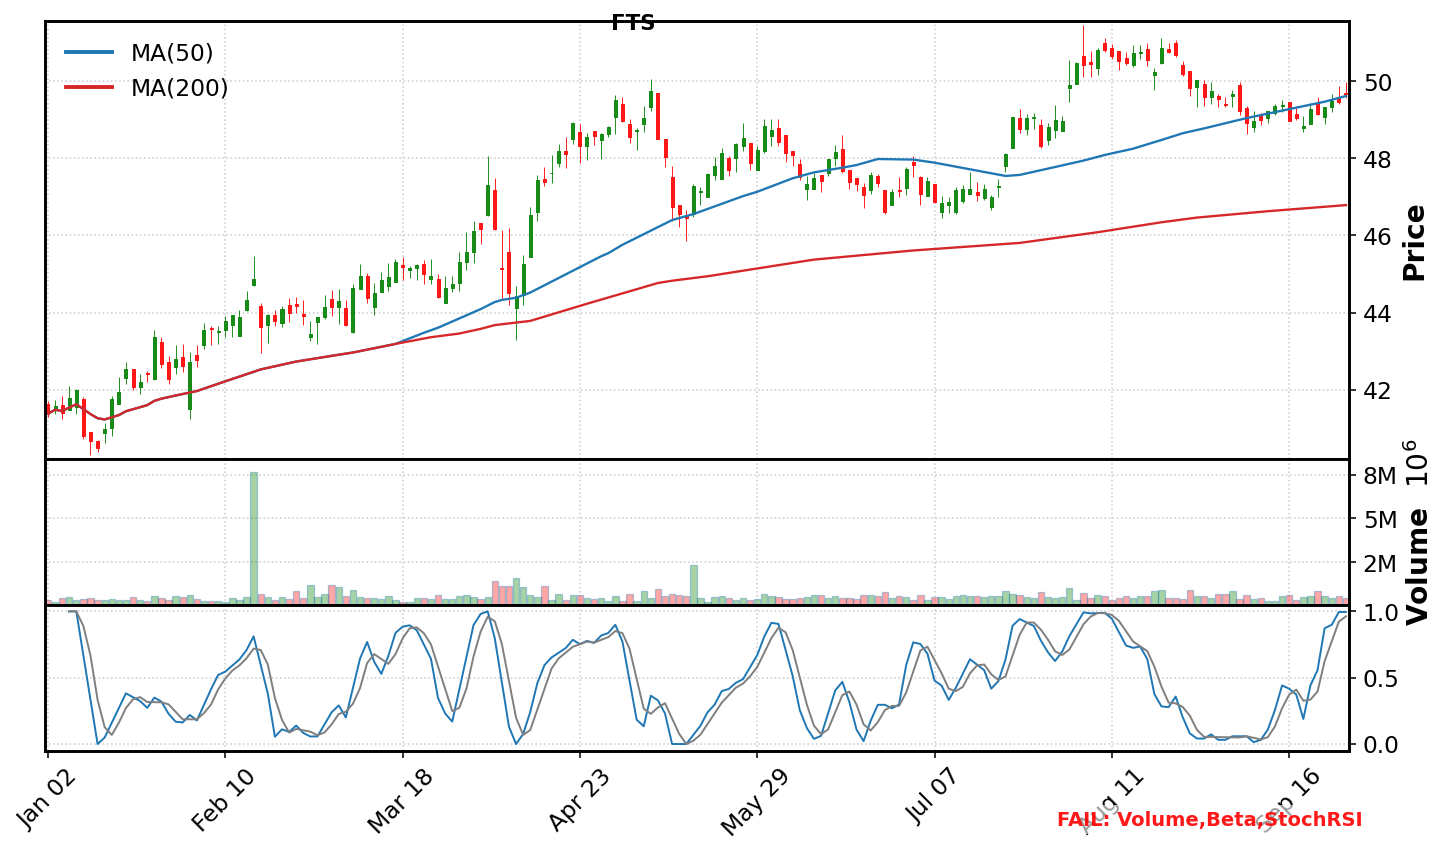 FTS
MA(50)
MA(200)
50
48
46
44
42
Price
8M
5M
2M
Volume 10^6
1.0
0.5
0.0
Jan 02
Feb 10
Mar 18
Apr 23
May 29
Jul 07
Aug 11
Sep 16
FAIL: Volume,Beta,StochRSI